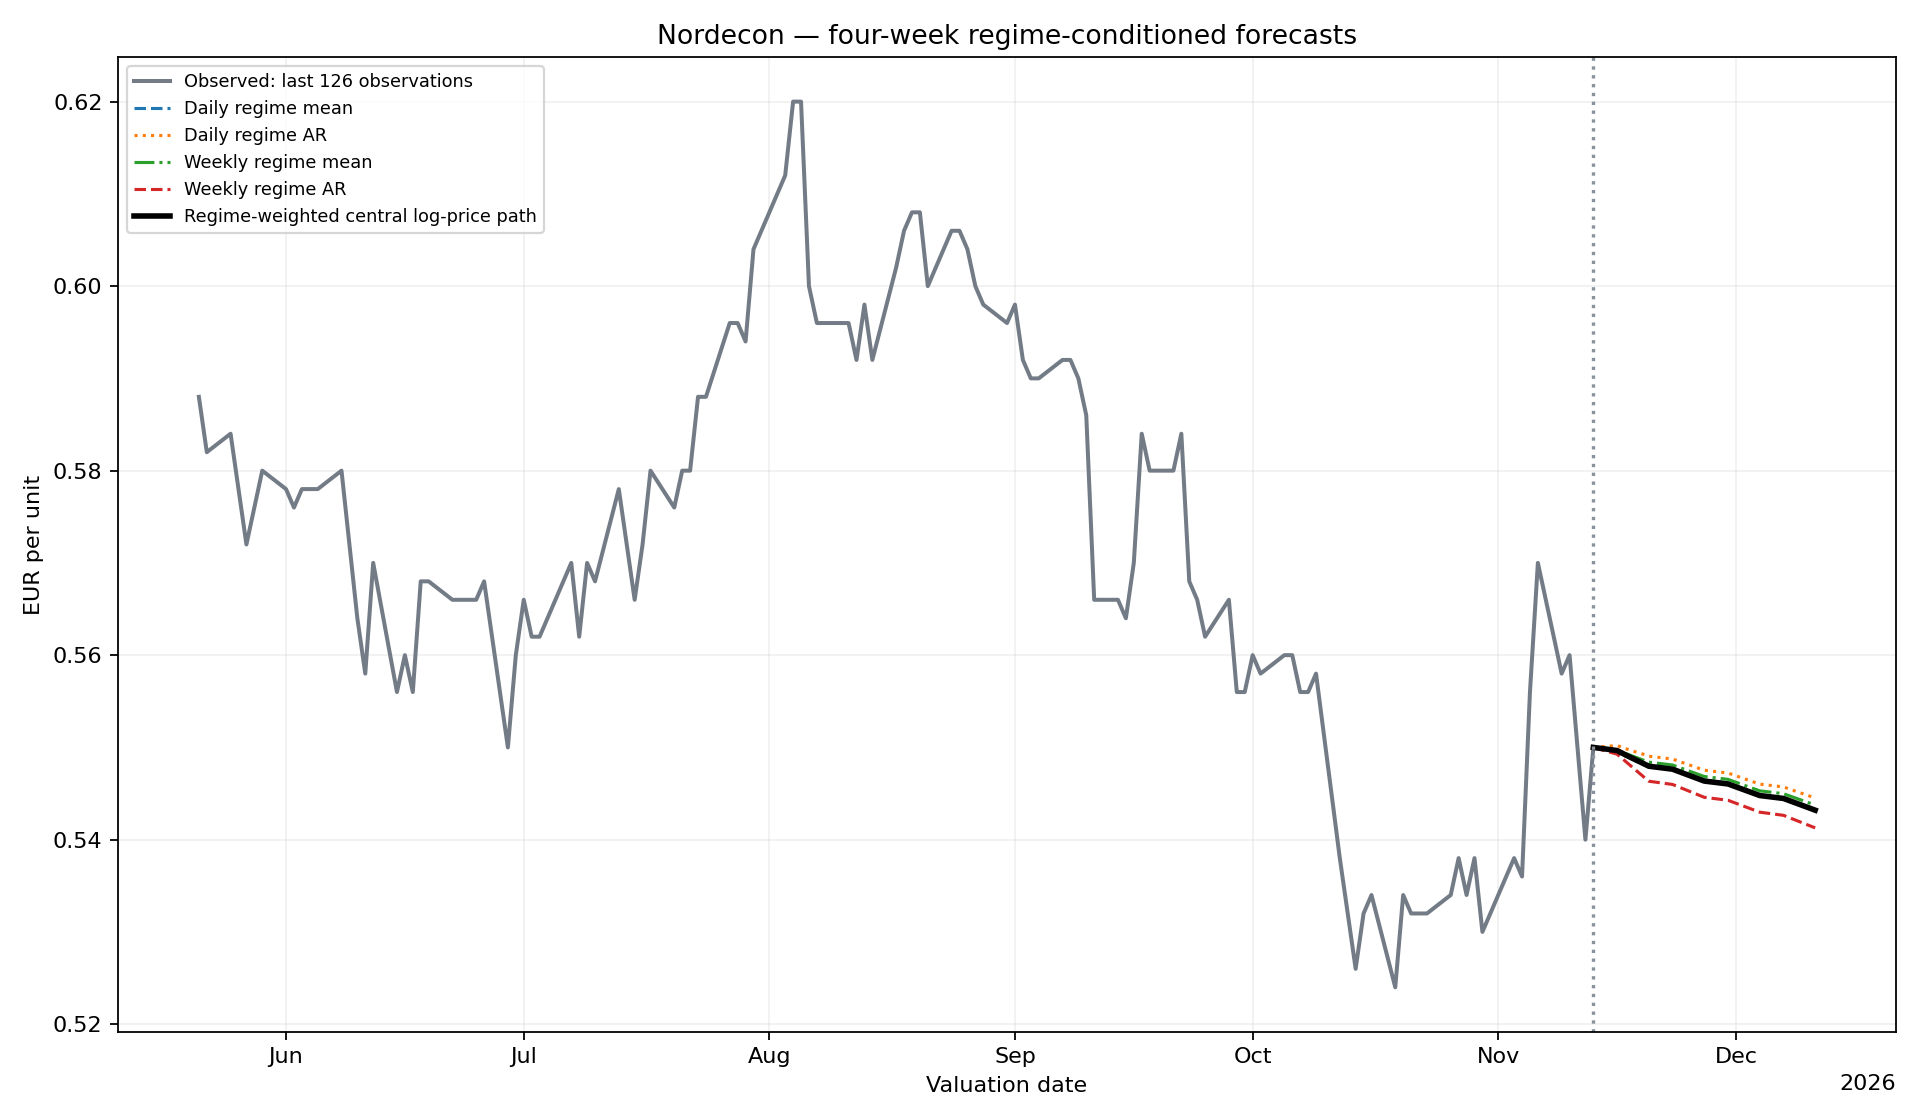 Nordecon — four-week regime-conditioned forecasts
Observed: last 126 observations
Daily regime mean
Daily regime AR
Weekly regime mean
Weekly regime AR
Regime-weighted central log-price path
EUR per unit
0.62
0.60
0.58
0.56
0.54
0.52
Jun Jul Aug Sep Oct Nov Dec
Valuation date
2026